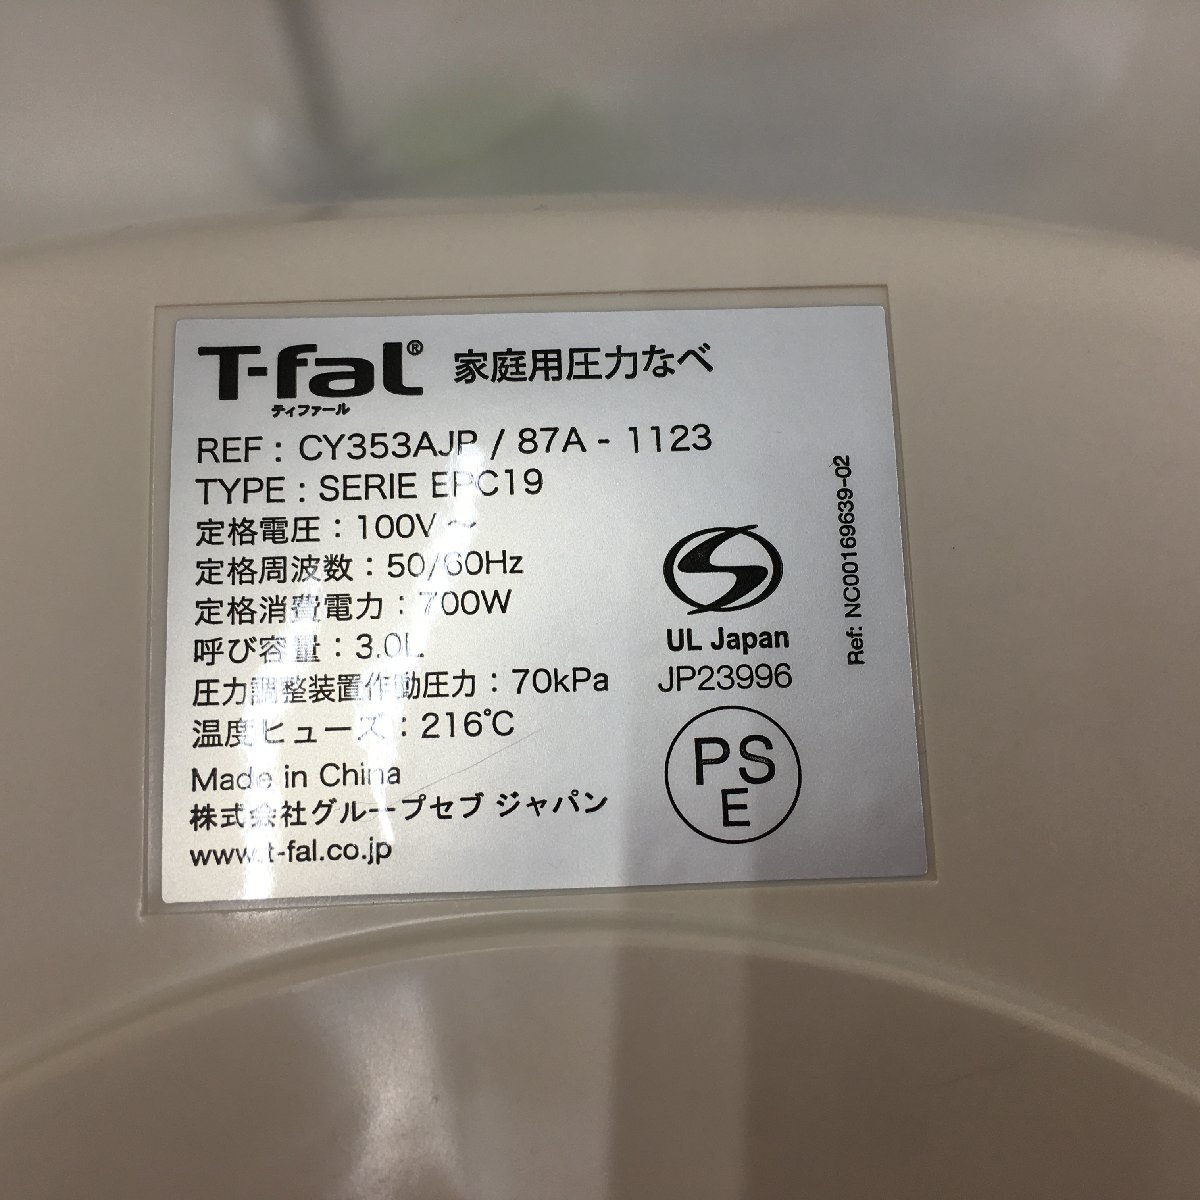 T-fal® 家庭用圧力なべ
ティファール
REF : CY353AJP / 87A - 1123
TYPE : SERIE EPC19
定格電圧 : 100V ～
定格周波数 : 50/60Hz
定格消費電力 : 700W
呼び容量 : 3.0L
圧力調整装置作動圧力 : 70kPa
温度ヒューズ : 216℃
Made in China
株式会社グループセブ ジャパン
www.t-fal.co.jp
S
UL Japan
JP23996
PS
E
Ref: NC00169639-02